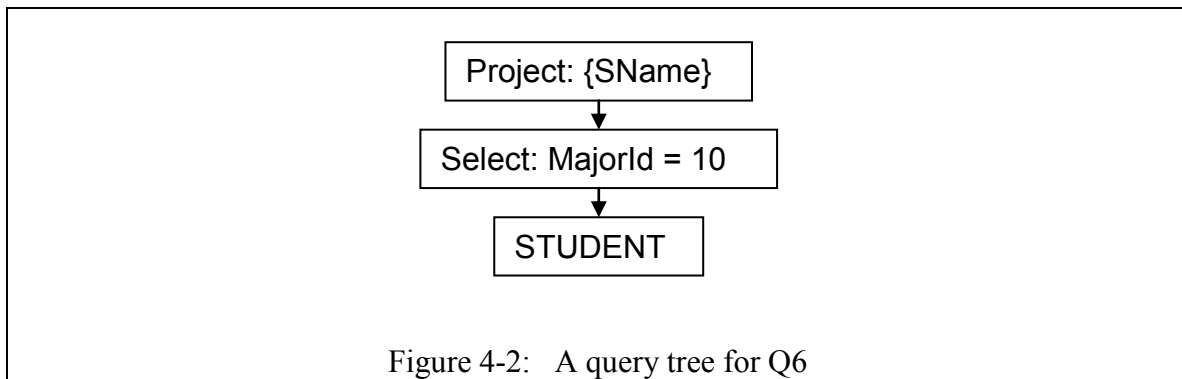 Project: {SName}
Select: MajorId = 10
STUDENT
Figure 4-2: A query tree for Q6